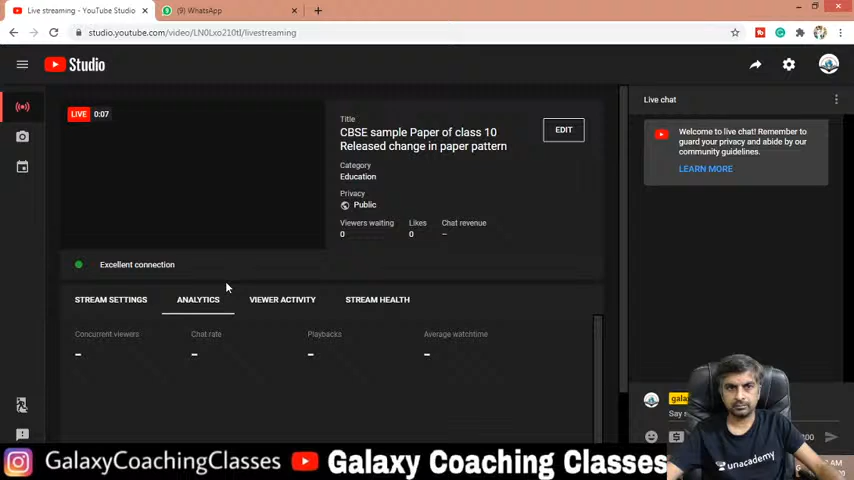 Live streaming - YouTube Studio
(9) WhatsApp
studio.youtube.com/video/LN0Lxo210tI/livestreaming
Studio
LIVE 0:07
Title
CBSE sample Paper of class 10
Released change in paper pattern
EDIT
Category
Education
Privacy
Public
Viewers waiting Likes Chat revenue
0 0 –
Excellent connection
STREAM SETTINGS ANALYTICS VIEWER ACTIVITY STREAM HEALTH
Concurrent viewers Chat rate Playbacks Average watchtime
– – – –
Live chat
Welcome to live chat! Remember to
guard your privacy and abide by our
community guidelines.
LEARN MORE
unacademy
GalaxyCoachingClasses Galaxy Coaching Classes